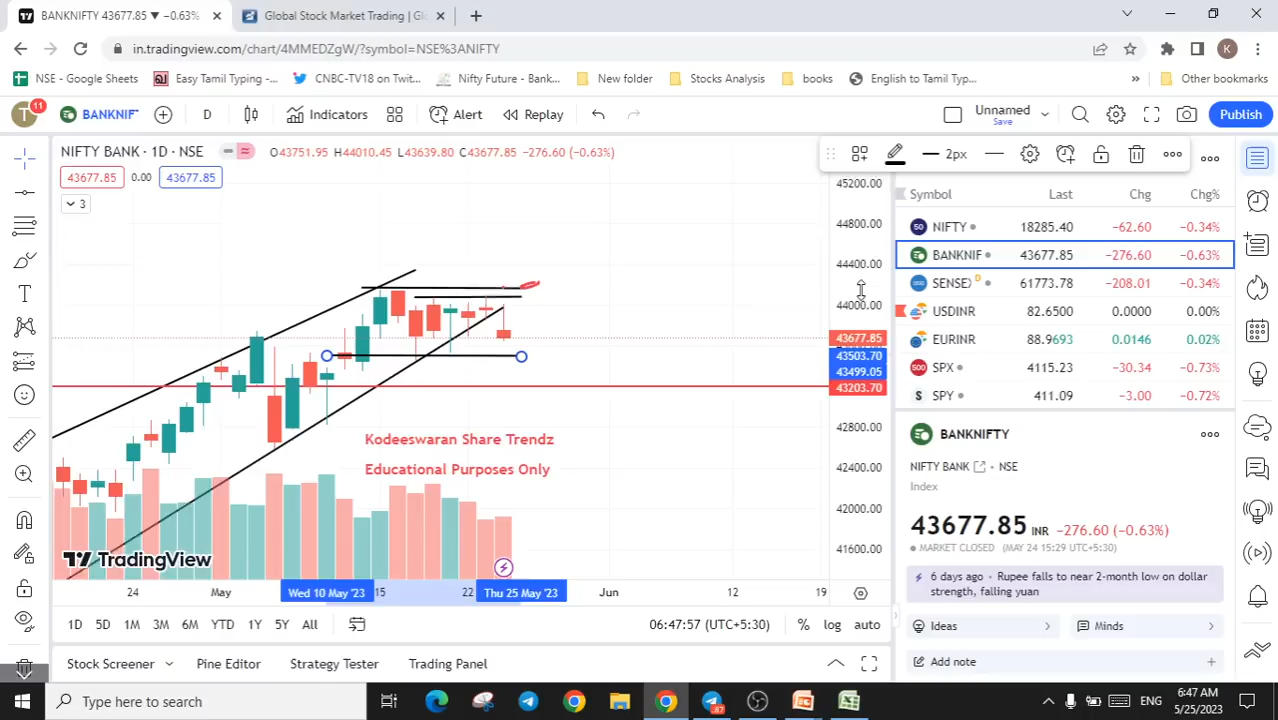 BANKNIFTY 43677.85 ▼ −0.63%
Global Stock Market Trading | Gl
in.tradingview.com/chart/4MMEDZgW/?symbol=NSE%3ANIFTY
K
NSE - Google Sheets
Easy Tamil Typing -...
CNBC-TV18 on Twit...
Nifty Future - Bank...
New folder
Stocks Analysis
books
English to Tamil Typ...
»
Other bookmarks
T
11
BANKNIF
D
Indicators
Alert
Replay
Unnamed
Save
Publish
NIFTY BANK · 1D · NSE
O43751.95 H44010.45 L43639.80 C43677.85 −276.60 (−0.63%)
43677.85 0.00 43677.85
3
2px
Symbol Last Chg Chg%
NIFTY 18285.40 −62.60 −0.34%
BANKNIF 43677.85 −276.60 −0.63%
SENSEX D 61773.78 −208.01 −0.34%
USDINR 82.6500 0.0000 0.00%
EURINR 88.9693 0.0146 0.02%
SPX 4115.23 −30.34 −0.73%
SPY 411.09 −3.00 −0.72%
45200.00
44800.00
44400.00
44000.00
43677.85
43503.70
43499.05
43203.70
42800.00
42400.00
42000.00
41600.00
Kodeeswaran Share Trendz
Educational Purposes Only
TradingView
24 May Wed 10 May '23 15 22 Thu 25 May '23 Jun 12 19
BANKNIFTY
NIFTY BANK · NSE
Index
43677.85 INR −276.60 (−0.63%)
MARKET CLOSED (MAY 24 15:29 UTC+5:30)
6 days ago · Rupee falls to near 2-month low on dollar
strength, falling yuan
Ideas
Minds
Add note
1D 5D 1M 3M 6M YTD 1Y 5Y All
06:47:57 (UTC+5:30)
% log auto
Stock Screener
Pine Editor
Strategy Tester
Trading Panel
Type here to search
87
ENG
6:47 AM
5/25/2023